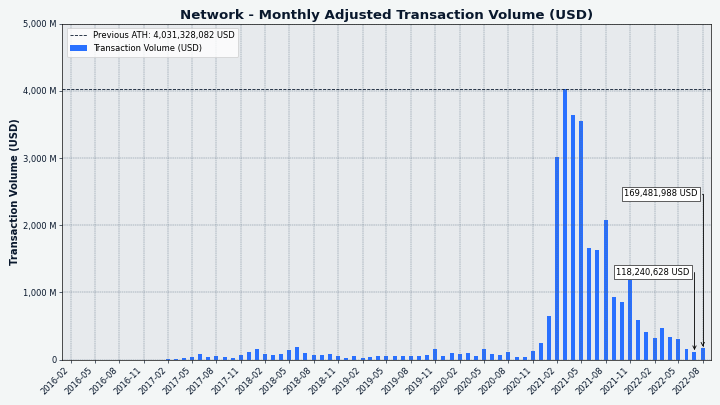 Network - Monthly Adjusted Transaction Volume (USD)
Previous ATH: 4,031,328,082 USD
Transaction Volume (USD)
Transaction Volume (USD)
5,000 M
4,000 M
3,000 M
2,000 M
1,000 M
0
169,481,988 USD
118,240,628 USD
2016-02
2016-05
2016-08
2016-11
2017-02
2017-05
2017-08
2017-11
2018-02
2018-05
2018-08
2018-11
2019-02
2019-05
2019-08
2019-11
2020-02
2020-05
2020-08
2020-11
2021-02
2021-05
2021-08
2021-11
2022-02
2022-05
2022-08